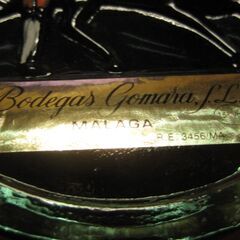 Bodegas Gomara, S.L.
MALAGA
R.E. 3456/MA